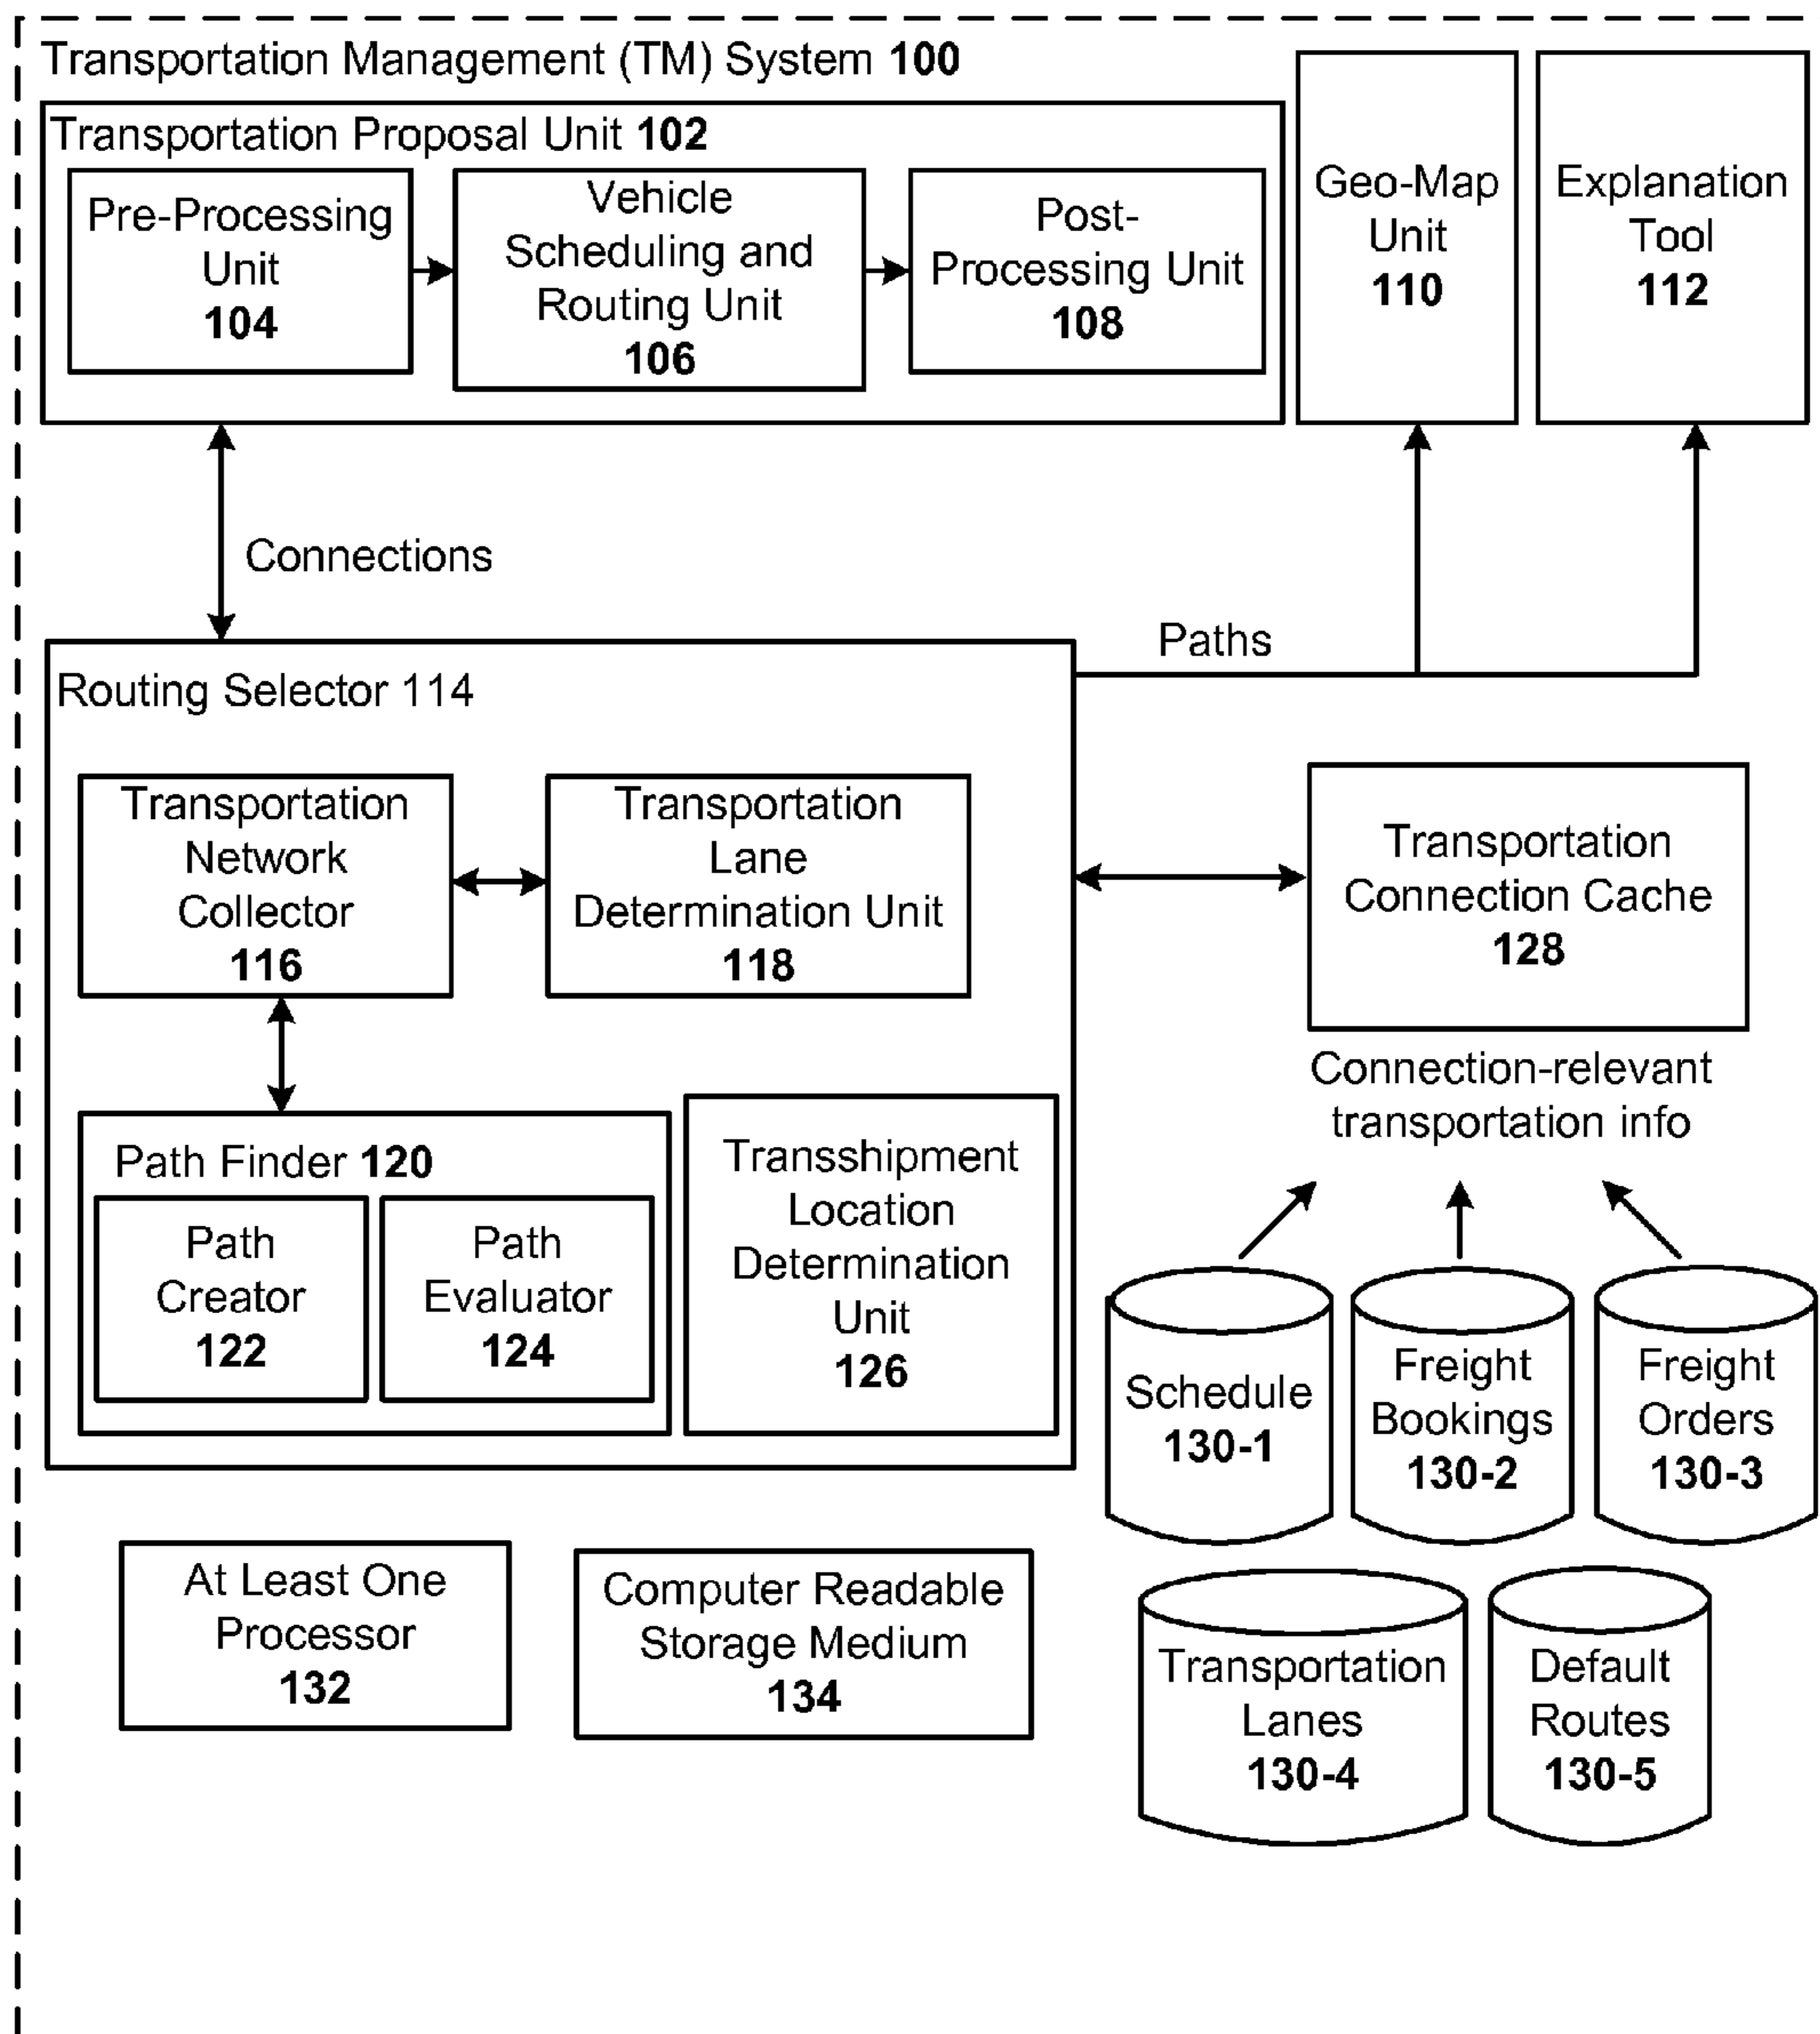 Transportation Management (TM) System 100
Transportation Proposal Unit 102
Pre-Processing
Unit
104
Vehicle
Scheduling and
Routing Unit
106
Post-
Processing Unit
108
Geo-Map
Unit
110
Explanation
Tool
112
Connections
Paths
Routing Selector 114
Transportation
Network
Collector
116
Transportation
Lane
Determination Unit
118
Transportation
Connection Cache
128
Connection-relevant
transportation info
Path Finder 120
Path
Creator
122
Path
Evaluator
124
Transshipment
Location
Determination
Unit
126
Schedule
130-1
Freight
Bookings
130-2
Freight
Orders
130-3
At Least One
Processor
132
Computer Readable
Storage Medium
134
Transportation
Lanes
130-4
Default
Routes
130-5